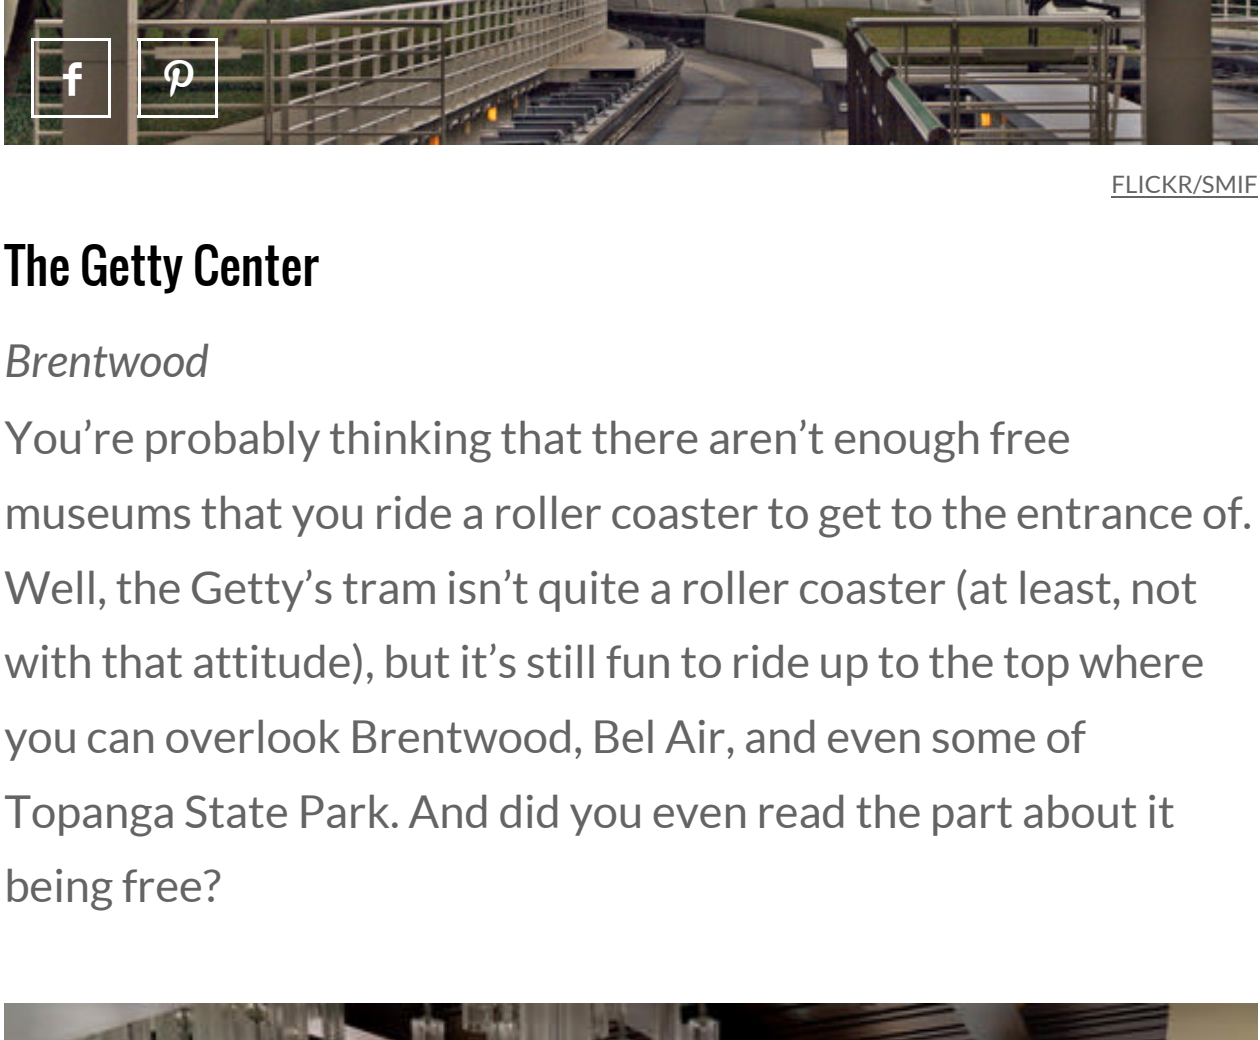 FLICKR/SMIF
The Getty Center
Brentwood
You’re probably thinking that there aren’t enough free
museums that you ride a roller coaster to get to the entrance of.
Well, the Getty’s tram isn’t quite a roller coaster (at least, not
with that attitude), but it’s still fun to ride up to the top where
you can overlook Brentwood, Bel Air, and even some of
Topanga State Park. And did you even read the part about it
being free?